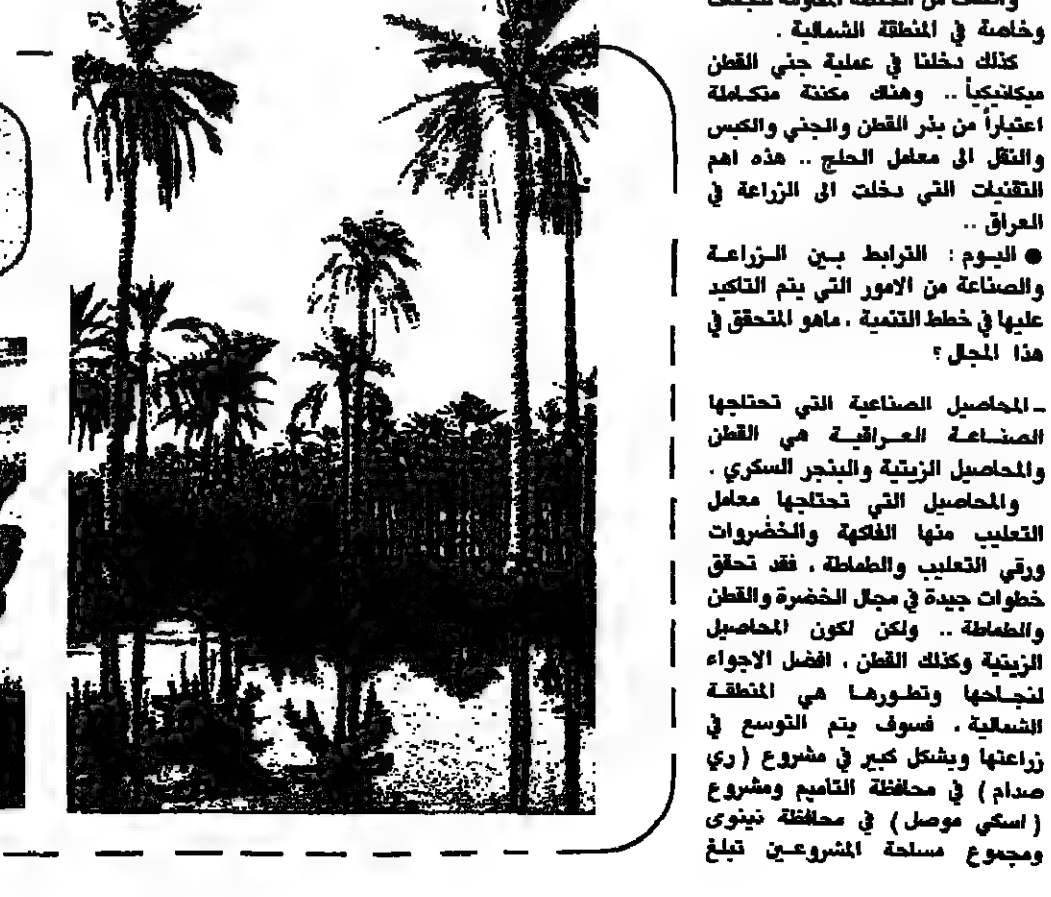 وخاصة في المنطقة الشمالية .
كذلك دخلنا في عملية جني القطن
ميكانيكياً .. وهناك مكننة متكاملة
اعتباراً من بذر القطن والجني والكبس
والنقل الى معامل الحلج .. هذه اهم
التقنيات التي دخلت الى الزراعة في
العراق ..
● اليوم : الترابط بين الزراعة
والصناعة من الامور التي يتم التاكيد
عليها في خطط التنمية . ماهو المتحقق في
هذا المجال ؟
ـ المحاصيل الصناعية التي تحتاجها
الصناعة العراقية هي القطن
والمحاصيل الزيتية والبنجر السكري .
والمحاصيل التي تحتاجها معامل
التعليب منها الفاكهة والخضروات
ورقي التعليب والطماطة . فقد تحقق
خطوات جيدة في مجال الخضرة والقطن
والطماطة .. ولكن لكون المحاصيل
الزيتية وكذلك القطن . افضل الاجواء
لنجاحها وتطورها هي المنطقة
الشمالية . فسوف يتم التوسع في
زراعتها وبشكل كبير في مشروع ( ري
صدام ) في محافظة التاميم ومشروع
( اسكي موصل ) في محافظة نينوى
ومجموع مساحة المشروعين تبلغ